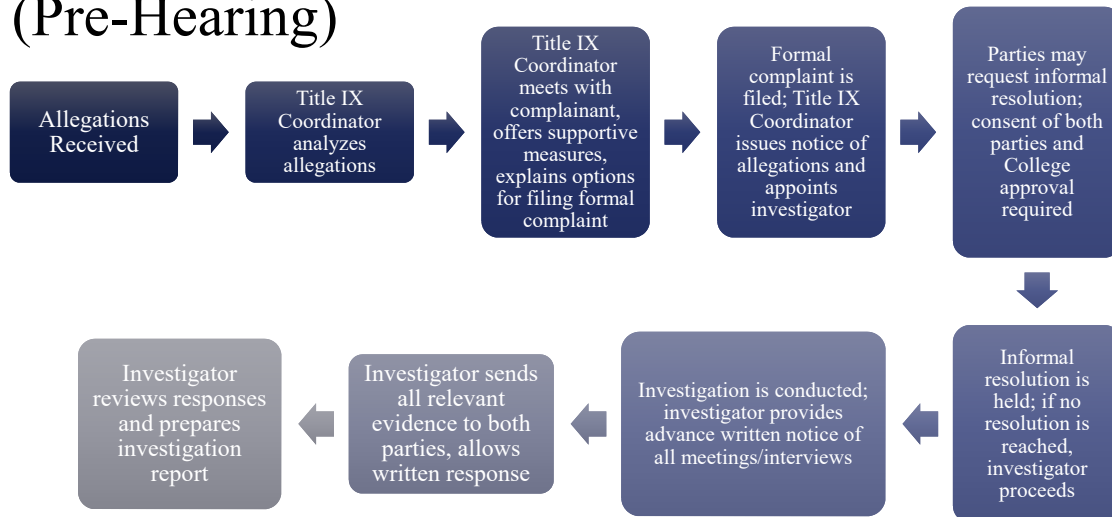 (Pre-Hearing)
Allegations
Received
Title IX
Coordinator
analyzes
allegations
Title IX
Coordinator
meets with
complainant,
offers supportive
measures,
explains options
for filing formal
complaint
Formal
complaint is
filed; Title IX
Coordinator
issues notice of
allegations and
appoints
investigator
Parties may
request informal
resolution;
consent of both
parties and
College
approval
required
Informal
resolution is
held; if no
resolution is
reached,
investigator
proceeds
Investigation is conducted;
investigator provides
advance written notice of
all meetings/interviews
Investigator sends
all relevant
evidence to both
parties, allows
written response
Investigator
reviews responses
and prepares
investigation
report